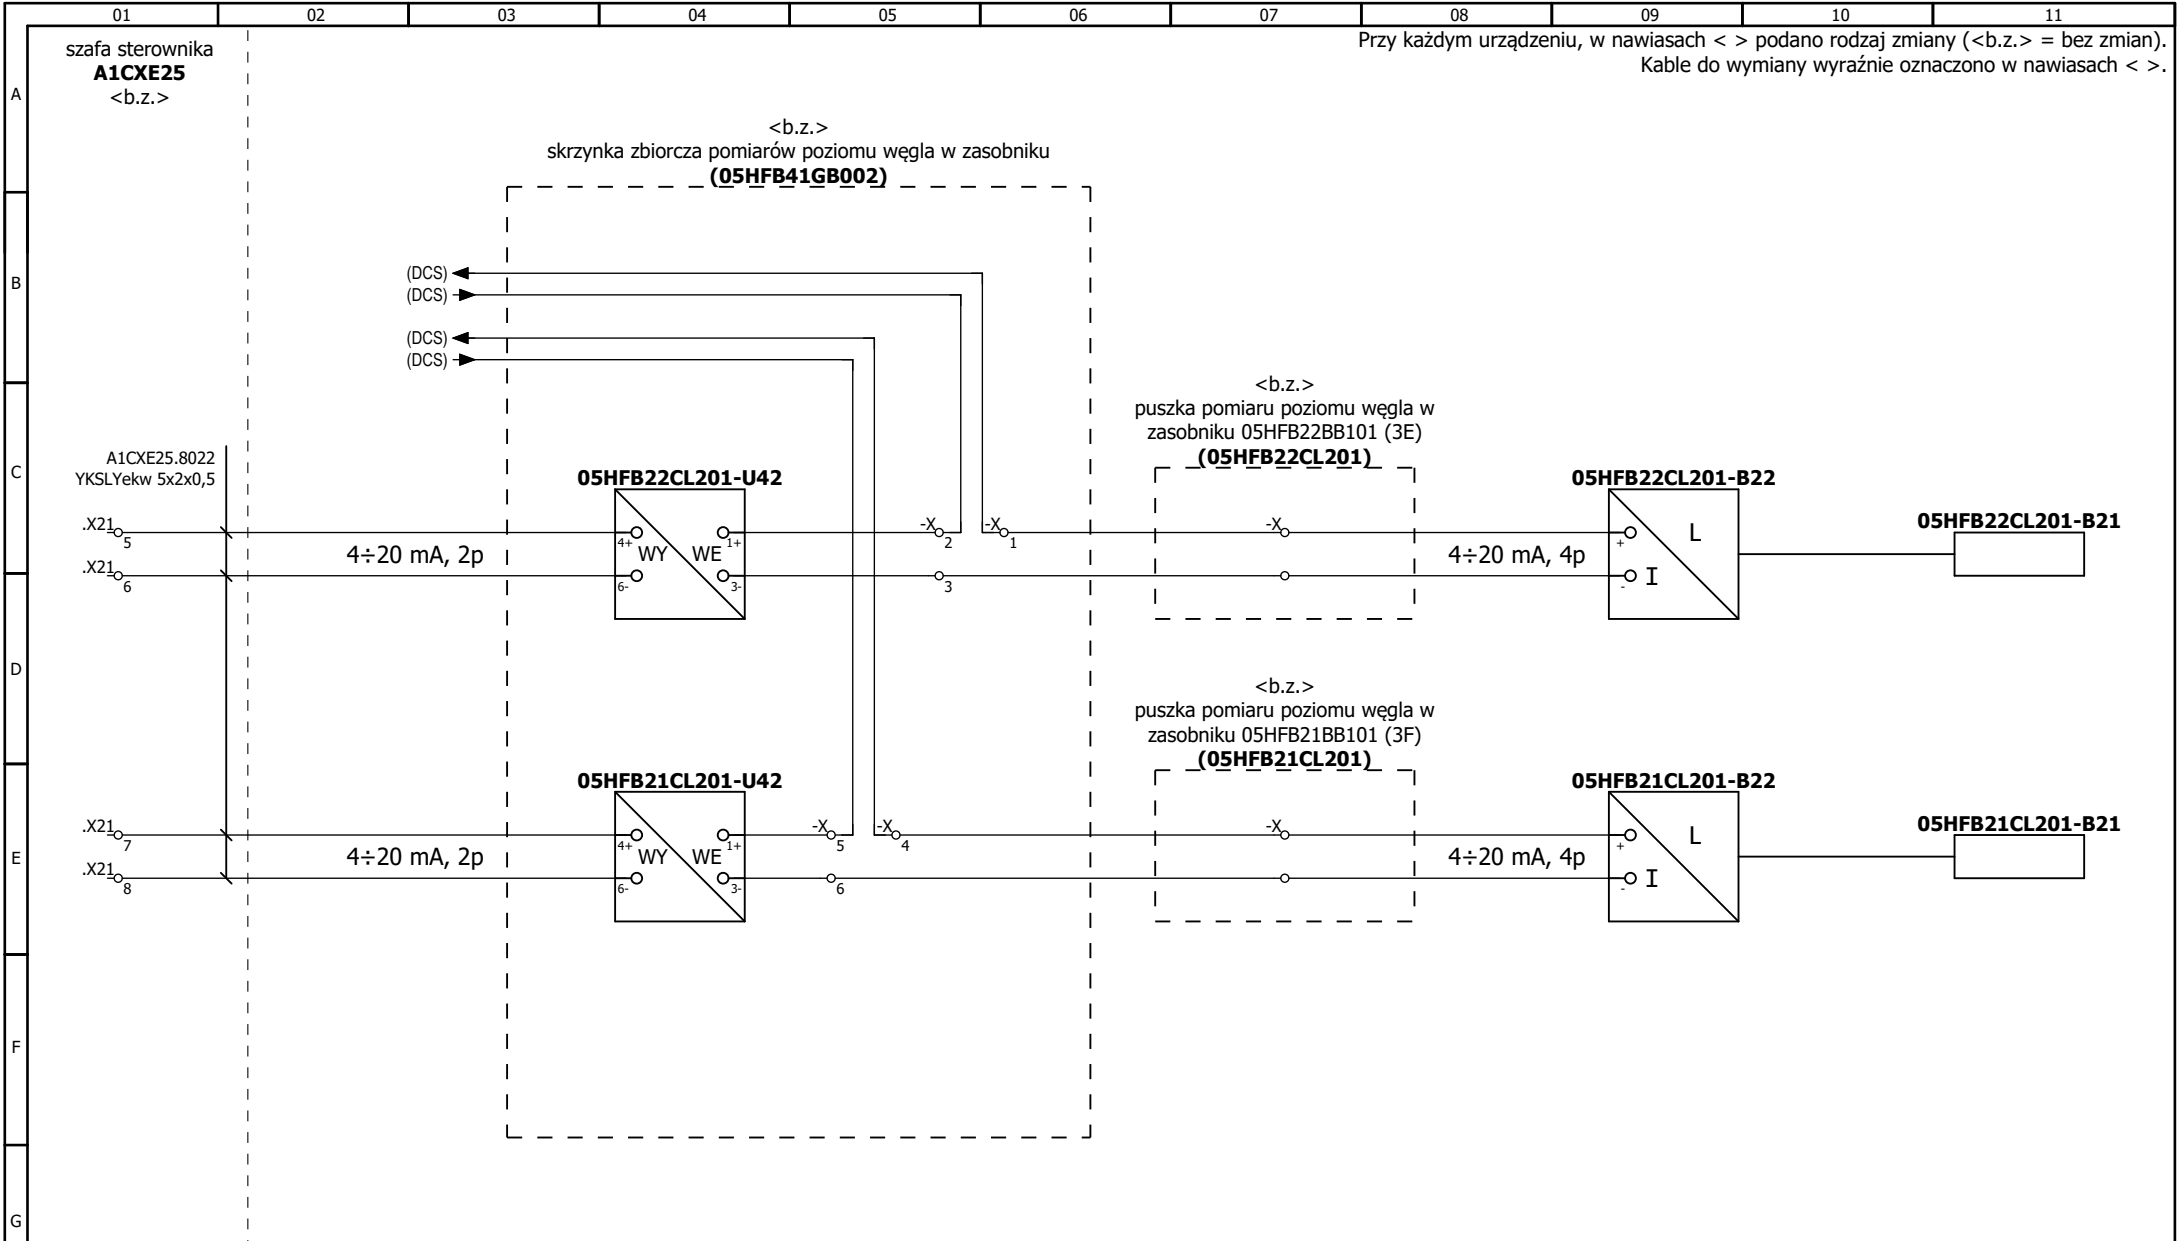 01 02 03 04 05 06 07 08 09 10 11
szafa sterownika
A1CXE25
<b.z.>
Przy każdym urządzeniu, w nawiasach < > podano rodzaj zmiany (<b.z.> = bez zmian).
Kable do wymiany wyraźnie oznaczono w nawiasach < >.
A
<b.z.>
skrzynka zbiorcza pomiarów poziomu węgla w zasobniku
(05HFB41GB002)
B
(DCS)
(DCS)
(DCS)
(DCS)
<b.z.>
puszka pomiaru poziomu węgla w
zasobniku 05HFB22BB101 (3E)
(05HFB22CL201)
C
A1CXE25.8022
YKSLYekw 5x2x0,5
05HFB22CL201-U42
05HFB22CL201-B22
05HFB22CL201-B21
.X21 5
4+ 1+
-X 2
-X 1
-X
+
L
4÷20 mA, 2p
WY WE
4÷20 mA, 4p
.X21 6
6- 3-
3
-
I
D
<b.z.>
puszka pomiaru poziomu węgla w
zasobniku 05HFB21BB101 (3F)
(05HFB21CL201)
05HFB21CL201-U42
05HFB21CL201-B22
05HFB21CL201-B21
E
.X21 7
4+ 1+
-X 5
-X 4
-X
+
L
4÷20 mA, 2p
WY WE
4÷20 mA, 4p
.X21 8
6- 3-
6
-
I
F
G